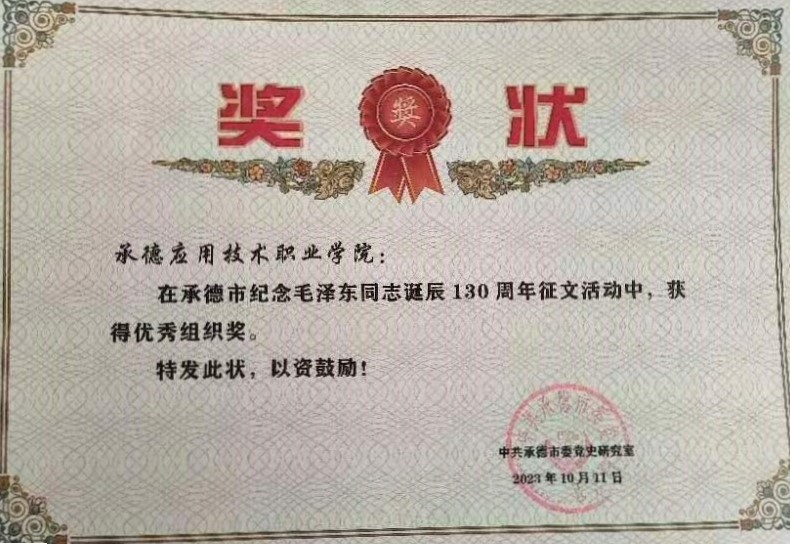 奖 獎 状
承德应用技术职业学院：
在承德市纪念毛泽东同志诞辰130周年征文活动中，获
得优秀组织奖。
特发此状，以资鼓励！
中共承德市委党史研究室
2023年10月11日